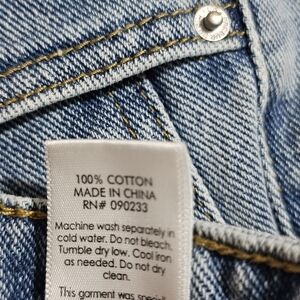 100% COTTON
MADE IN CHINA
RN# 090233
Machine wash separately in
cold water. Do not bleach.
Tumble dry low. Cool iron
as needed. Do not dry
clean.
This garment was